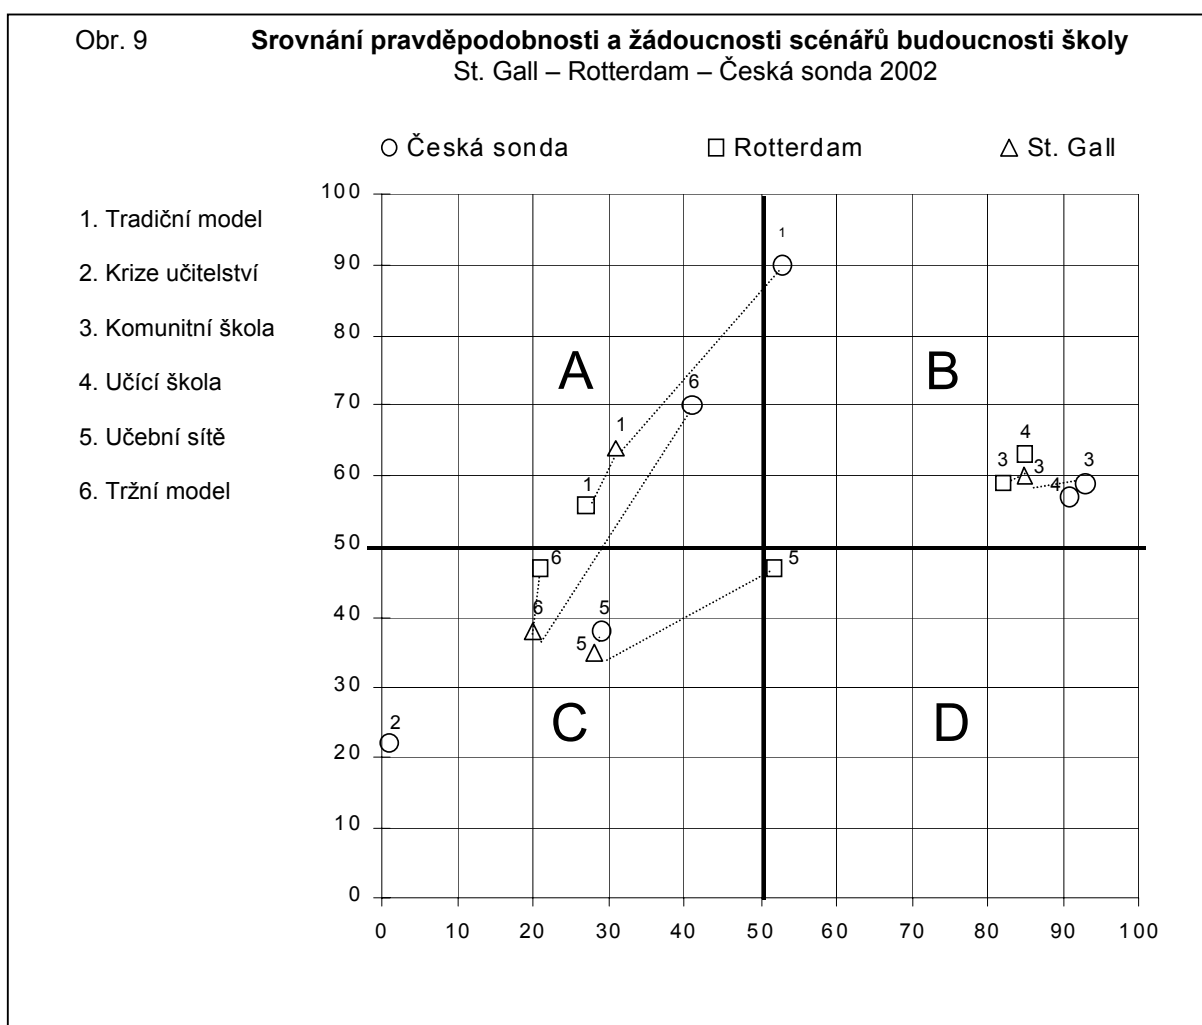 Obr. 9 Srovnání pravděpodobnosti a žádoucnosti scénářů budoucnosti školy
St. Gall – Rotterdam – Česká sonda 2002
Česká sonda Rotterdam St. Gall
1. Tradiční model
2. Krize učitelství
3. Komunitní škola
4. Učící škola
5. Učební sítě
6. Tržní model
100
90
80
70
60
50
40
30
20
10
0
1
A
B
6
1
4
3
3
3
4
1
6
5
6
5
5
C
D
2
0 10 20 30 40 50 60 70 80 90 100